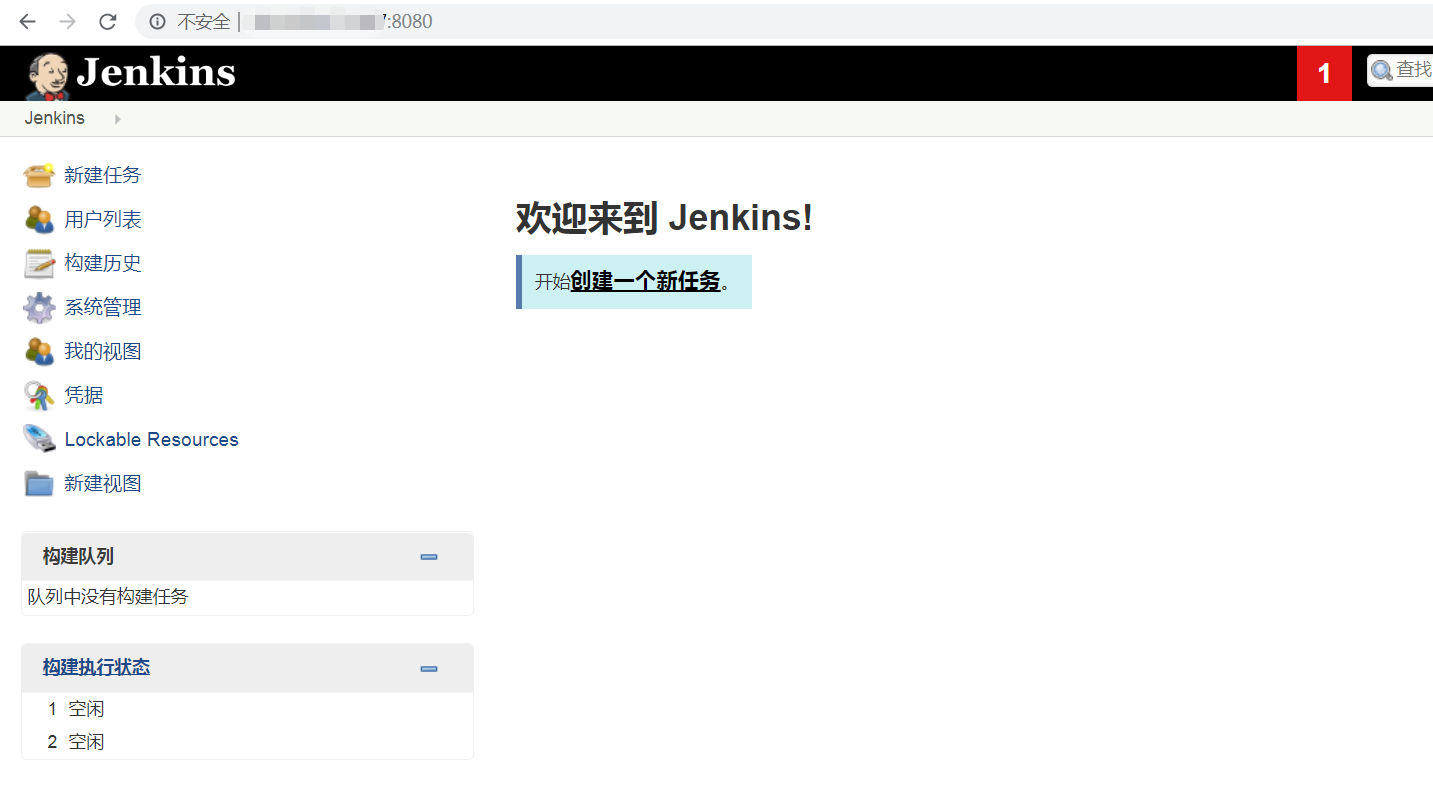 不安全 | :8080
Jenkins
1
查找
Jenkins
新建任务
用户列表
构建历史
系统管理
我的视图
凭据
Lockable Resources
新建视图
欢迎来到 Jenkins!
开始创建一个新任务。
构建队列
队列中没有构建任务
构建执行状态
1 空闲
2 空闲